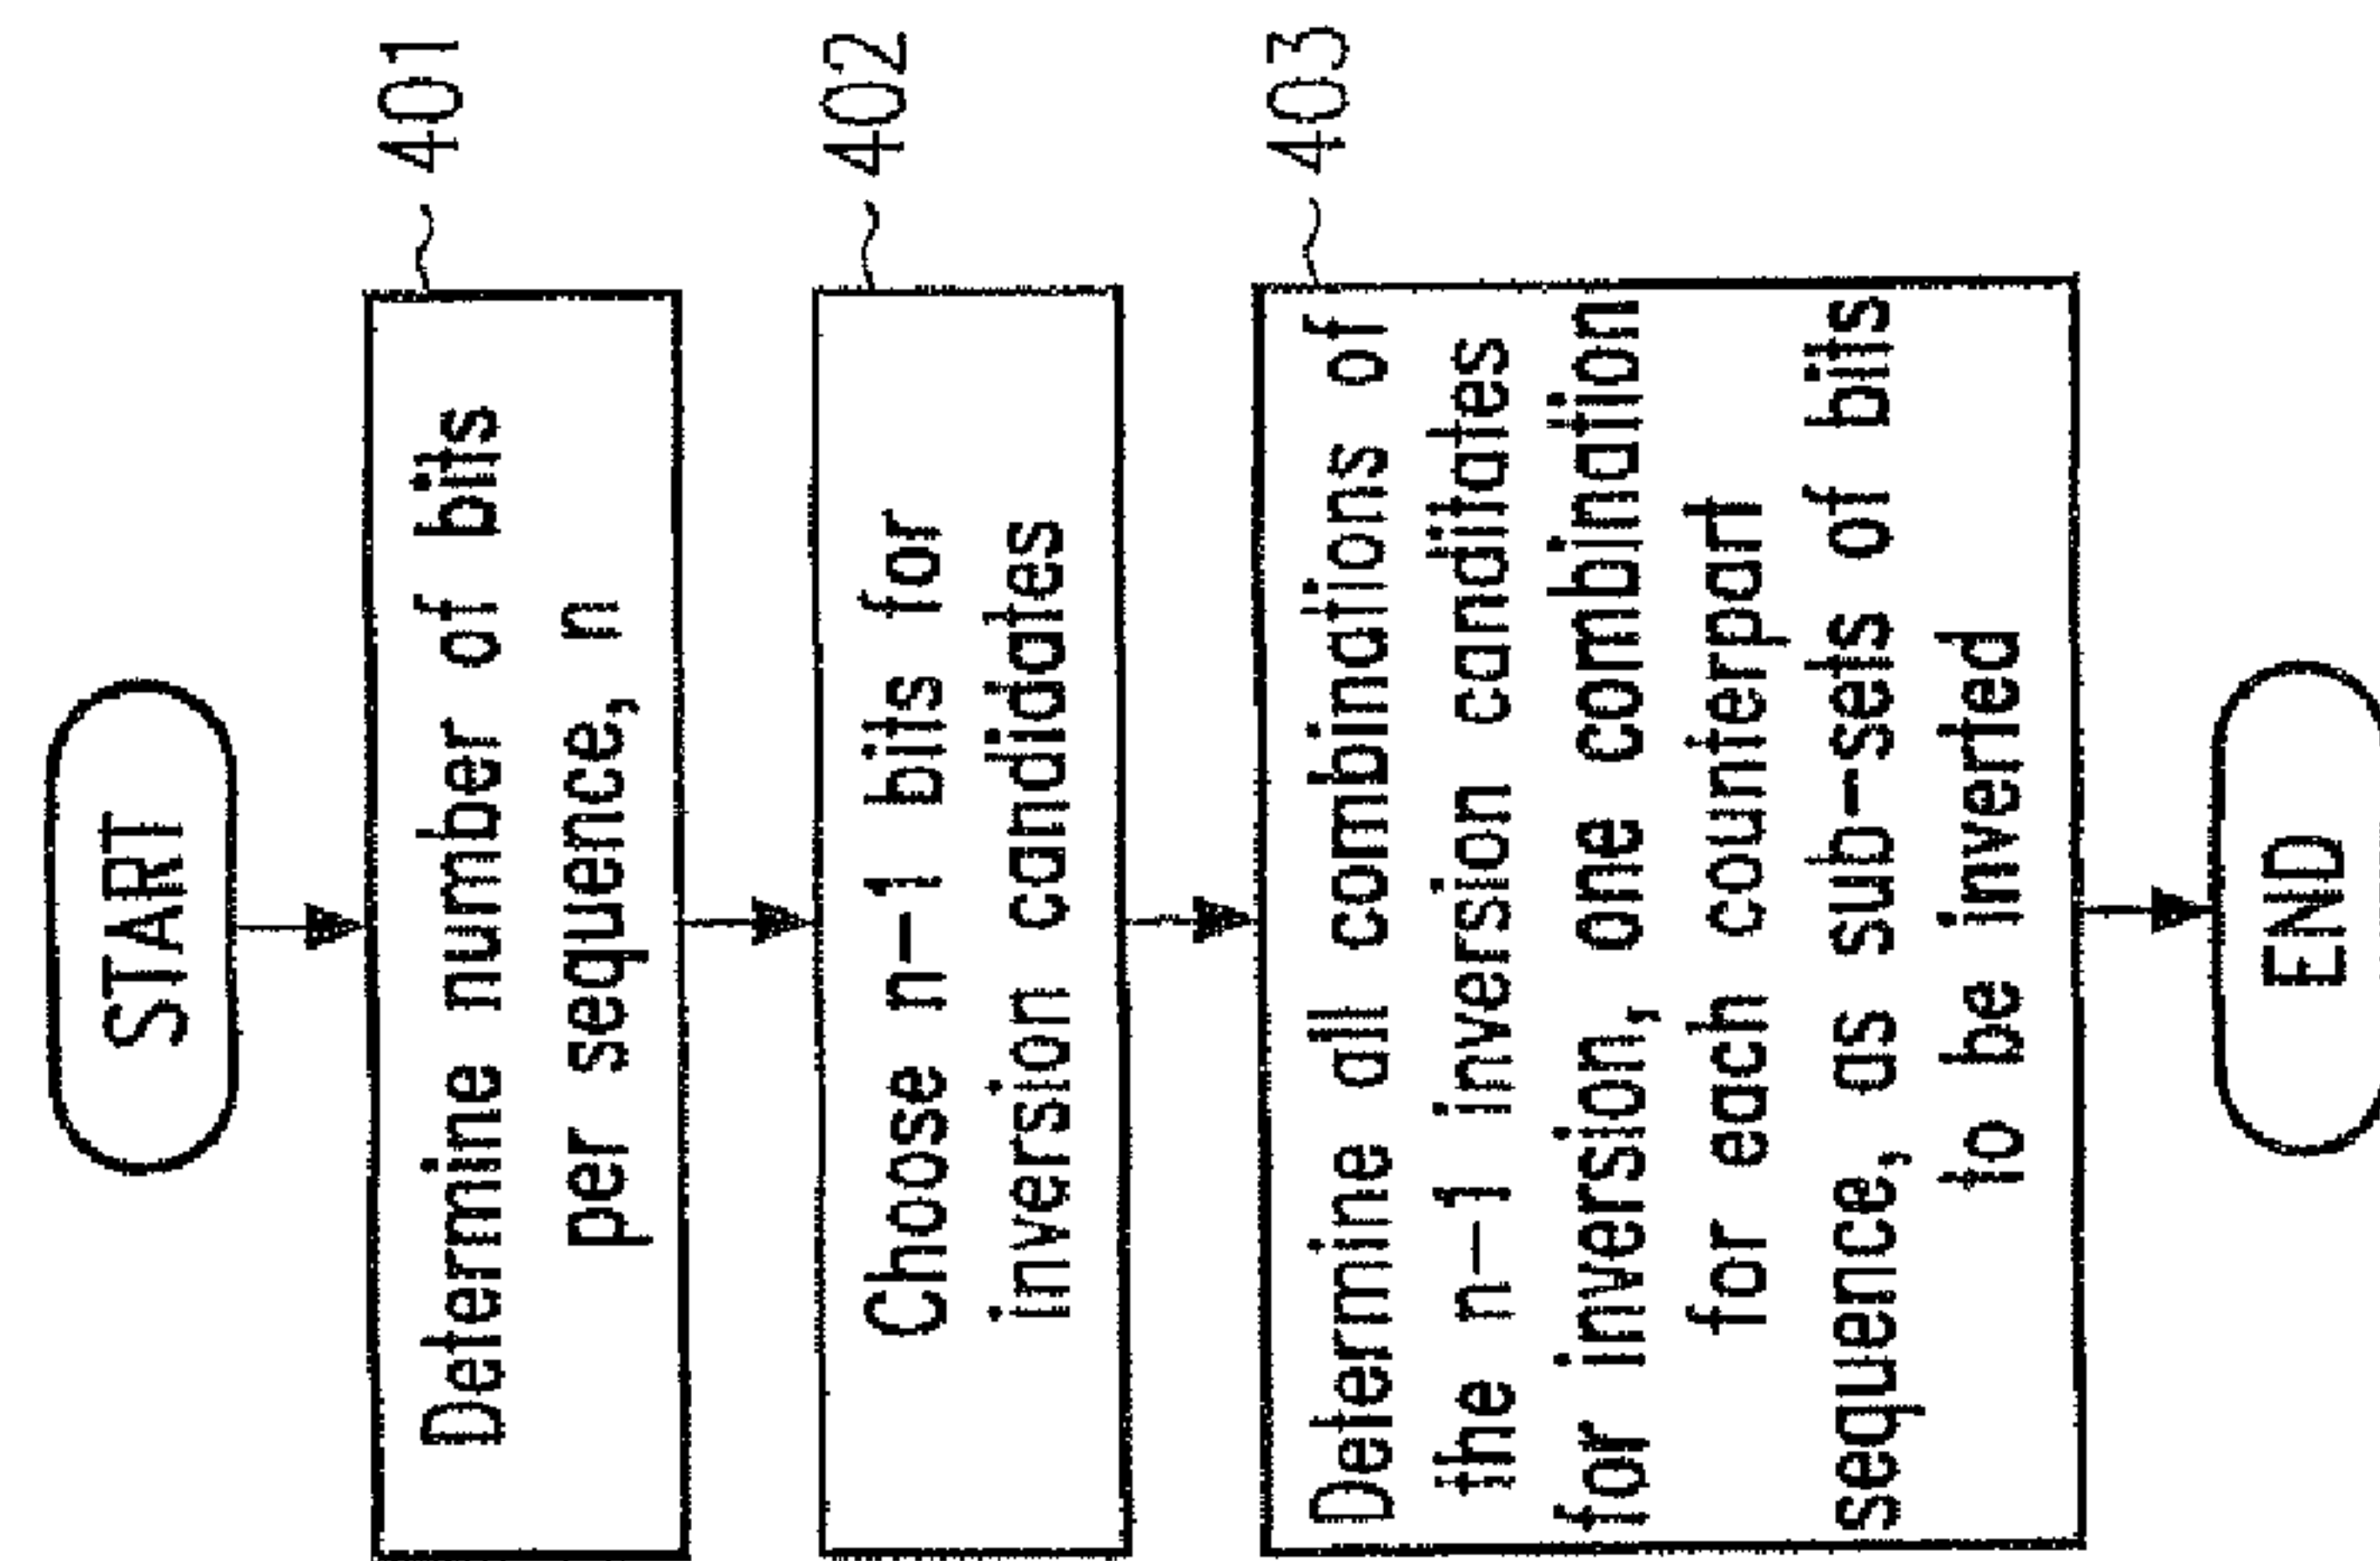 START
401
Determine number of bits
per sequence, n
402
Choose n-1 bits for
inversion candidates
403
Determine all combinations of
the n-1 inversion canditates
for inversion, one combination
for each counterpart
sequence, as sub-sets of bits
to be inverted
END